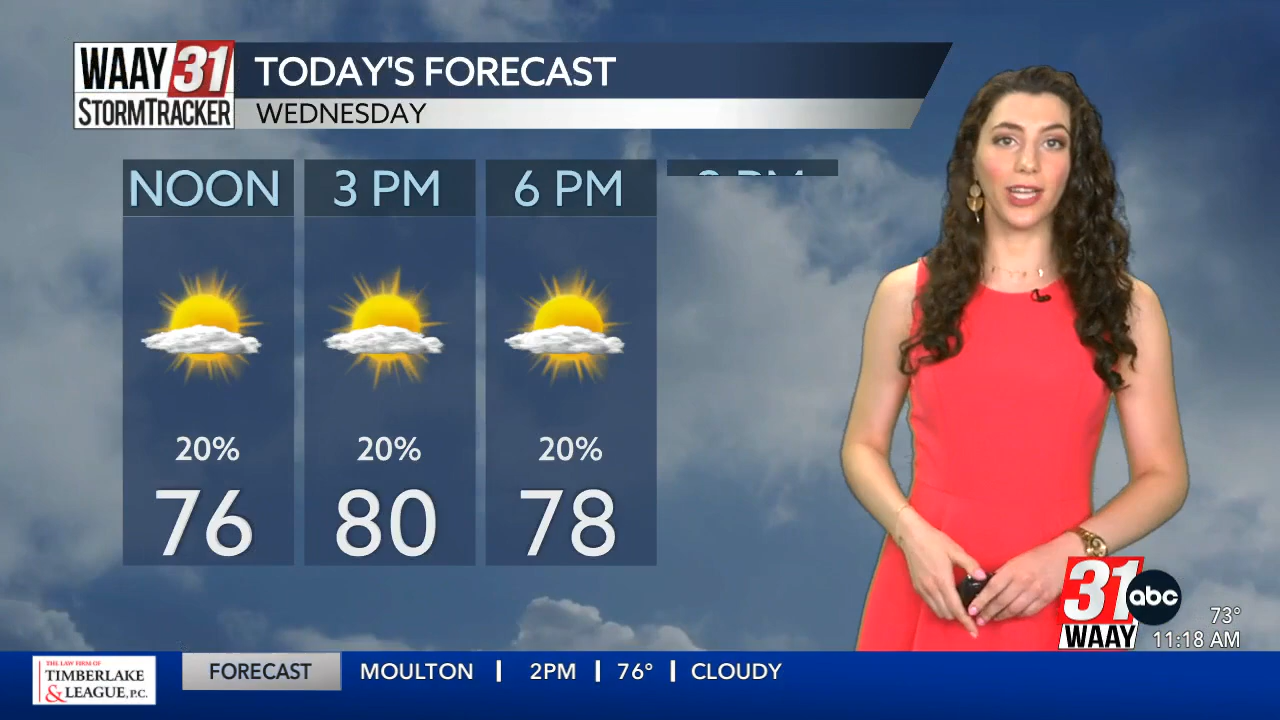 WAAY 31
STORMTRACKER
TODAY'S FORECAST
WEDNESDAY
NOON
3 PM
6 PM
20%
20%
20%
76
80
78
31
abc
WAAY
73°
11:18 AM
THE LAW FIRM OF
TIMBERLAKE
& LEAGUE, P.C.
FORECAST
MOULTON | 2PM | 76° | CLOUDY